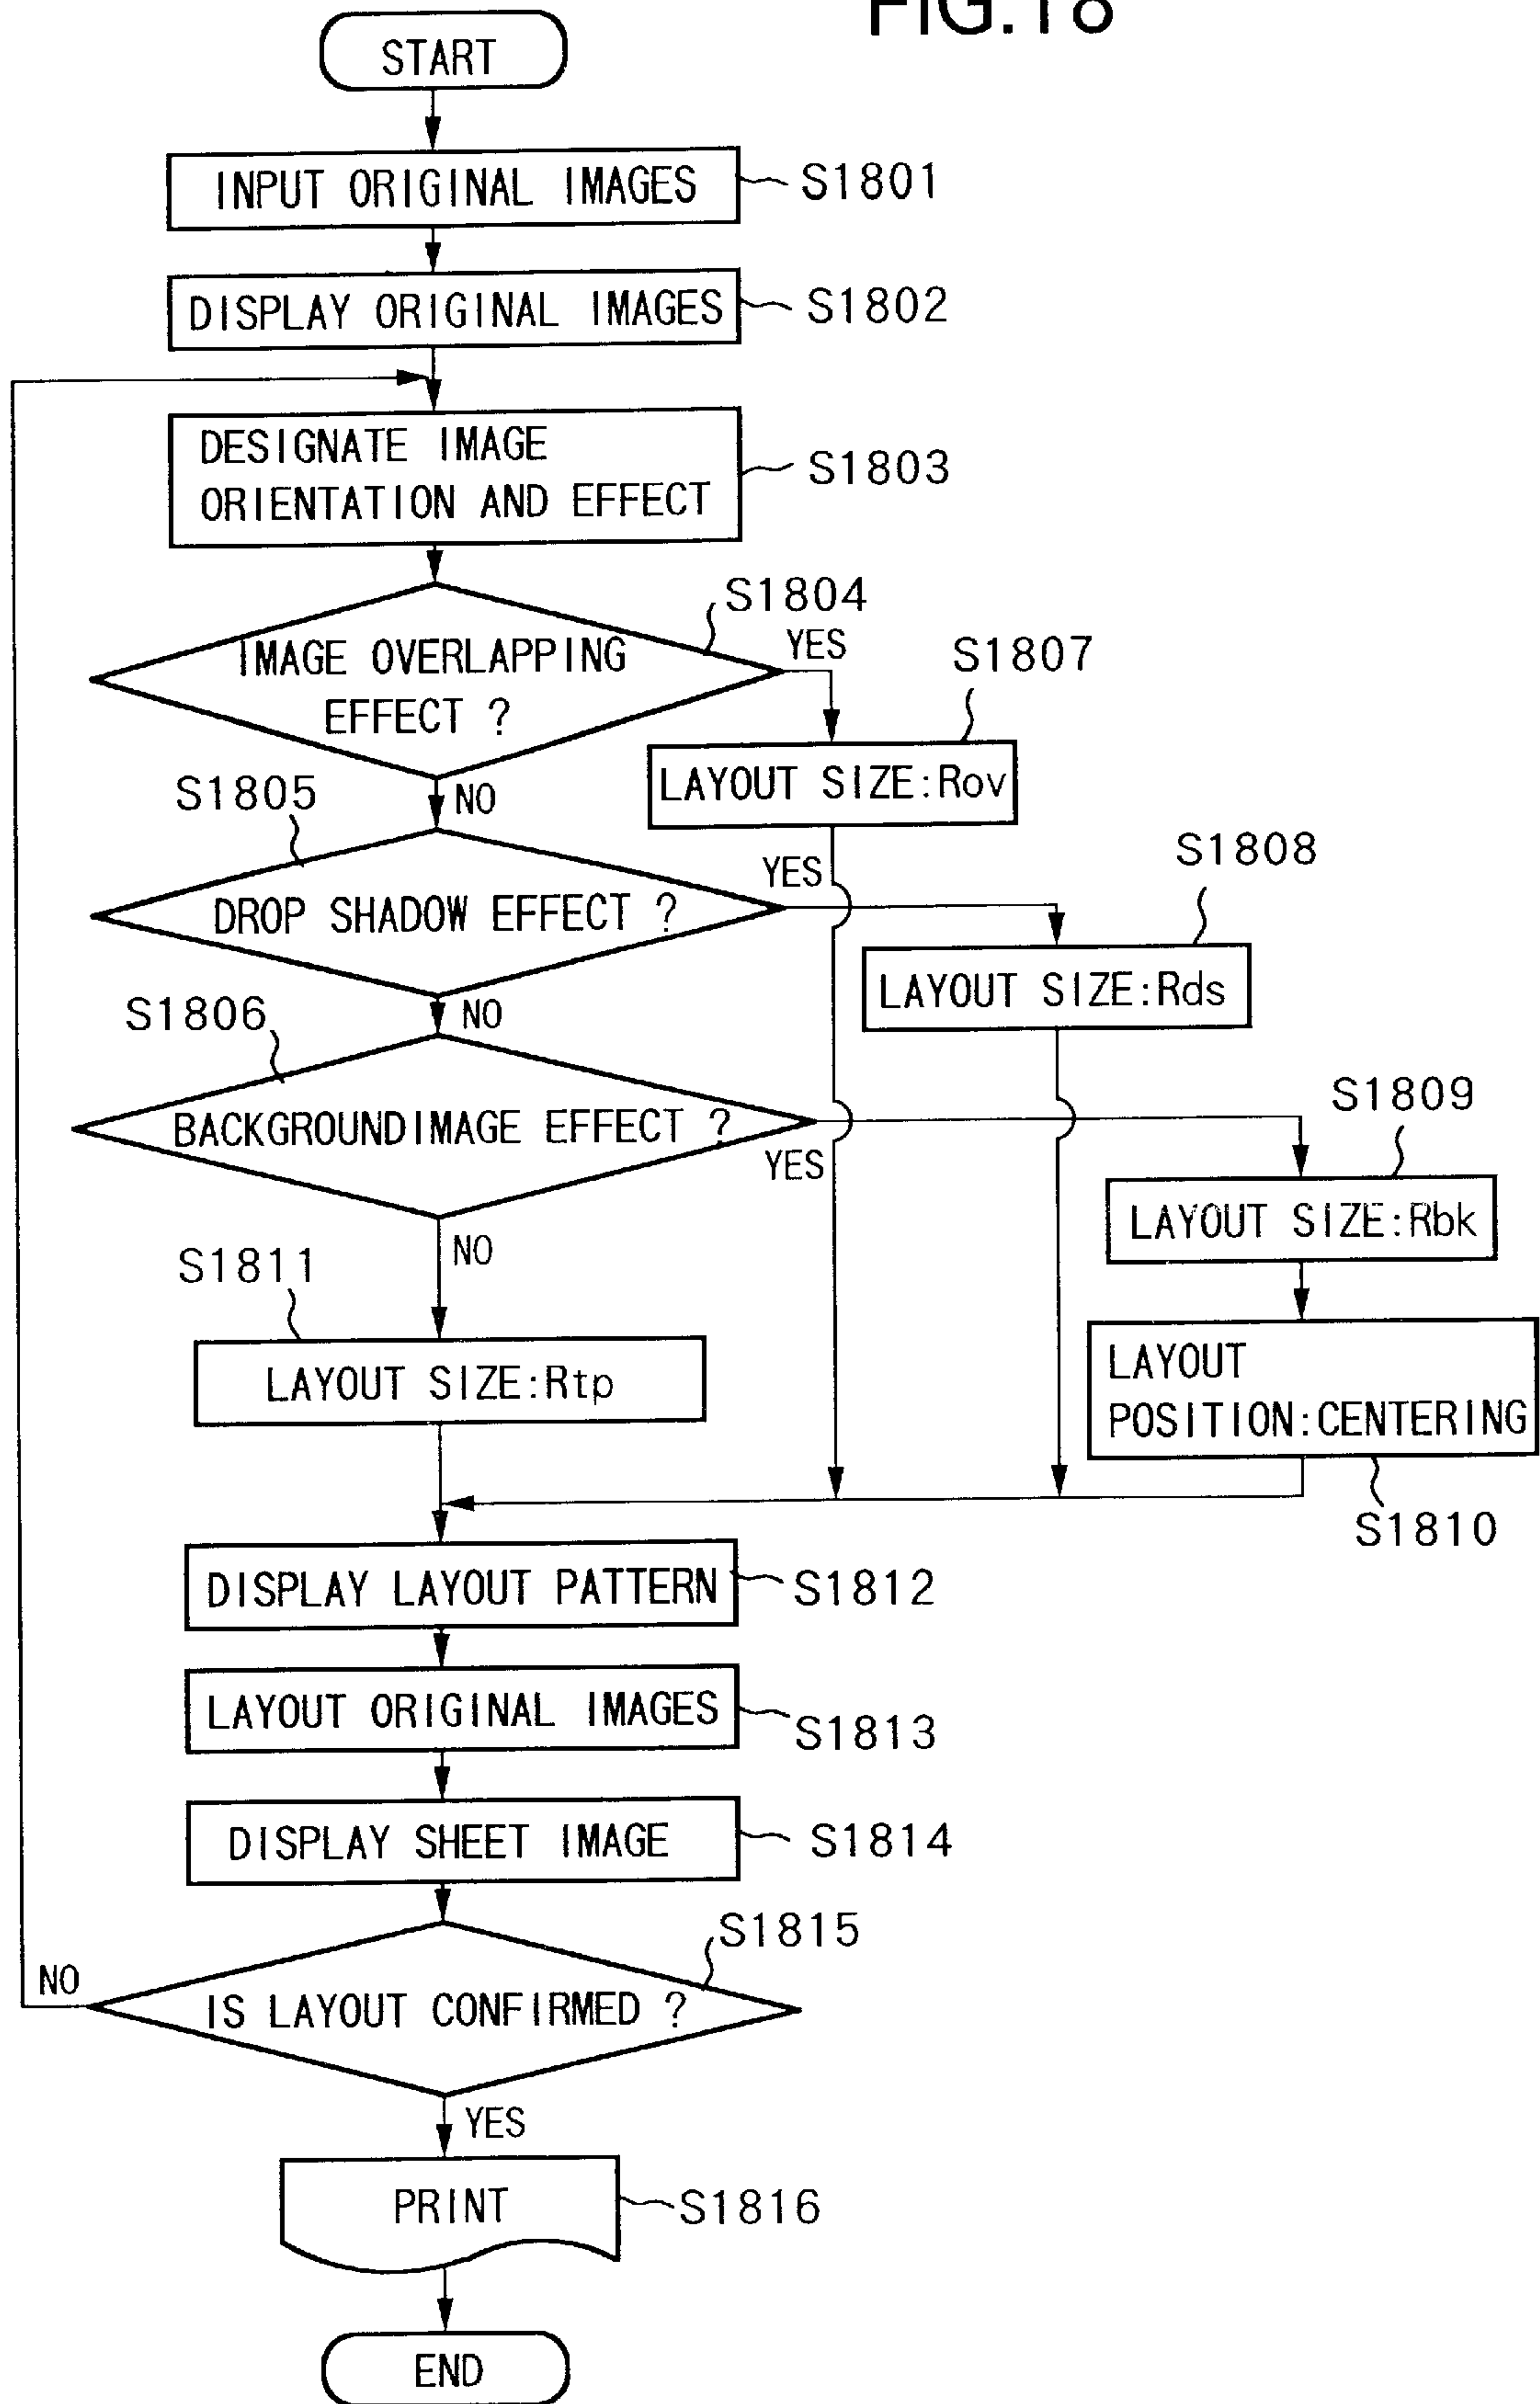 FIG.18
START
INPUT ORIGINAL IMAGES
S1801
DISPLAY ORIGINAL IMAGES
S1802
DESIGNATE IMAGE
ORIENTATION AND EFFECT
S1803
S1804
IMAGE OVERLAPPING
EFFECT ?
YES
S1807
LAYOUT SIZE:Rov
NO
S1805
DROP SHADOW EFFECT ?
YES
S1808
LAYOUT SIZE:Rds
NO
S1806
BACKGROUNDIMAGE EFFECT ?
YES
S1809
LAYOUT SIZE:Rbk
LAYOUT
POSITION:CENTERING
S1810
NO
S1811
LAYOUT SIZE:Rtp
DISPLAY LAYOUT PATTERN
S1812
LAYOUT ORIGINAL IMAGES
S1813
DISPLAY SHEET IMAGE
S1814
S1815
IS LAYOUT CONFIRMED ?
NO
YES
PRINT
S1816
END